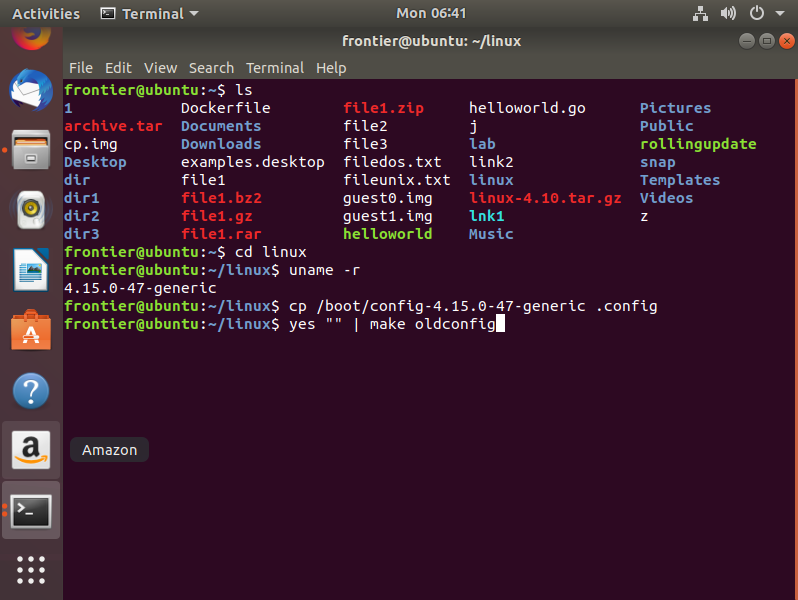 Activities Terminal Mon 06:41
frontier@ubuntu: ~/linux
File Edit View Search Terminal Help
frontier@ubuntu:~$ ls
1 Dockerfile file1.zip helloworld.go Pictures
archive.tar Documents file2 j Public
cp.img Downloads file3 lab rollingupdate
Desktop examples.desktop filedos.txt link2 snap
dir file1 fileunix.txt linux Templates
dir1 file1.bz2 guest0.img linux-4.10.tar.gz Videos
dir2 file1.gz guest1.img lnk1 z
dir3 file1.rar helloworld Music
frontier@ubuntu:~$ cd linux
frontier@ubuntu:~/linux$ uname -r
4.15.0-47-generic
frontier@ubuntu:~/linux$ cp /boot/config-4.15.0-47-generic .config
frontier@ubuntu:~/linux$ yes "" | make oldconfig
Amazon